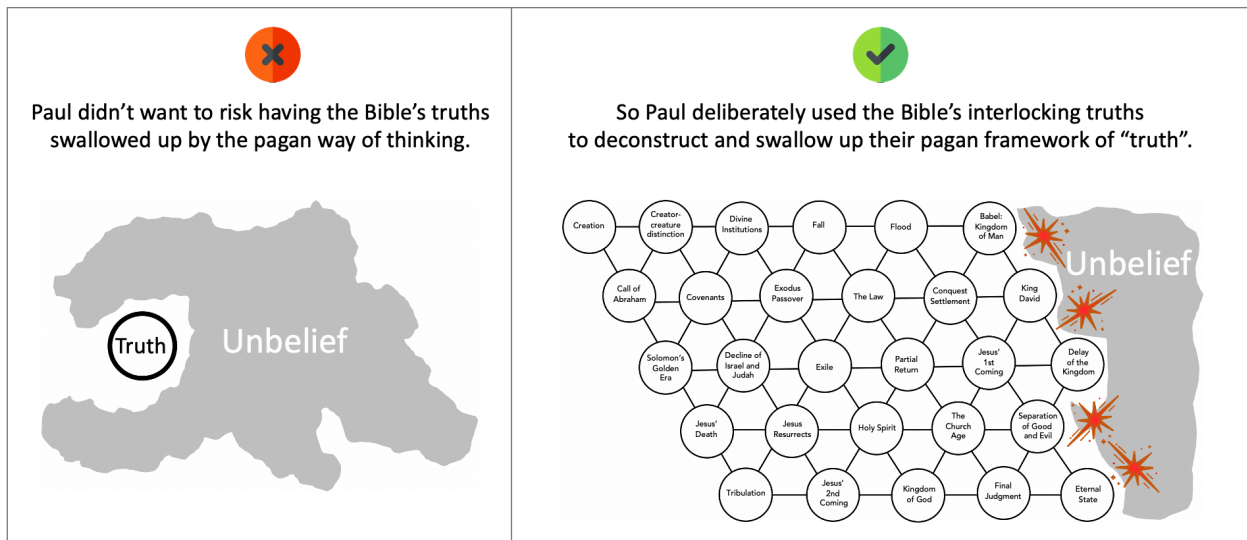 Paul didn’t want to risk having the Bible’s truths
swallowed up by the pagan way of thinking.
Truth
Unbelief
So Paul deliberately used the Bible’s interlocking truths
to deconstruct and swallow up their pagan framework of “truth”.
Creation
Creator-
creature
distinction
Divine
Institutions
Fall
Flood
Babel:
Kingdom
of Man
Unbelief
Call of
Abraham
Covenants
Exodus
Passover
The Law
Conquest
Settlement
King
David
Solomon’s
Golden
Era
Decline of
Israel and
Judah
Exile
Partial
Return
Jesus’
1st
Coming
Delay
of the
Kingdom
Jesus’
Death
Jesus
Resurrects
Holy Spirit
The
Church
Age
Separation
of Good
and Evil
Tribulation
Jesus’
2nd
Coming
Kingdom
of God
Final
Judgment
Eternal
State